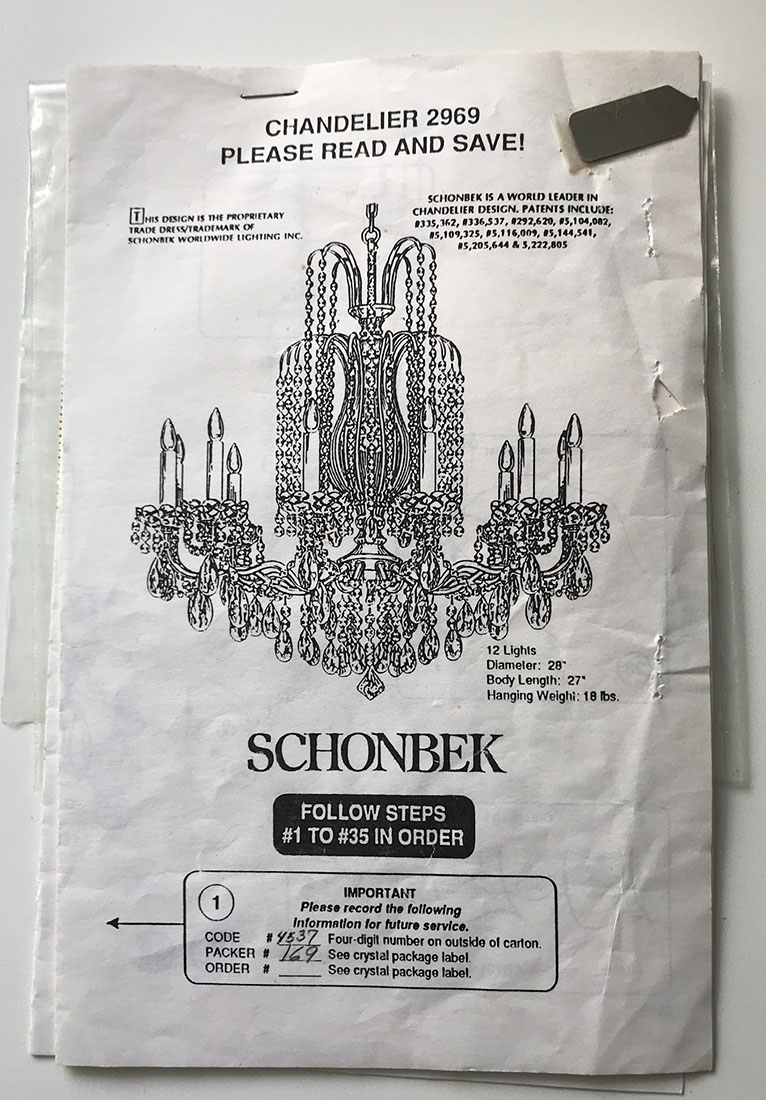 CHANDELIER 2969
PLEASE READ AND SAVE!
THIS DESIGN IS THE PROPRIETARY
TRADE DRESS/TRADEMARK OF
SCHONBEK WORLDWIDE LIGHTING INC.
SCHONBEK IS A WORLD LEADER IN
CHANDELIER DESIGN. PATENTS INCLUDE:
#335,362, #336,537, #292,620, #5,104,082,
#5,109,325, #5,116,009, #5,144,541,
#5,205,644 & 5,222,805
12 Lights
Diameter: 28"
Body Length: 27"
Hanging Weight: 18 lbs.
SCHONBEK
FOLLOW STEPS
#1 TO #35 IN ORDER
1
IMPORTANT
Please record the following
information for future service.
CODE # 4537 Four-digit number on outside of carton.
PACKER # 169 See crystal package label.
ORDER # ____ See crystal package label.